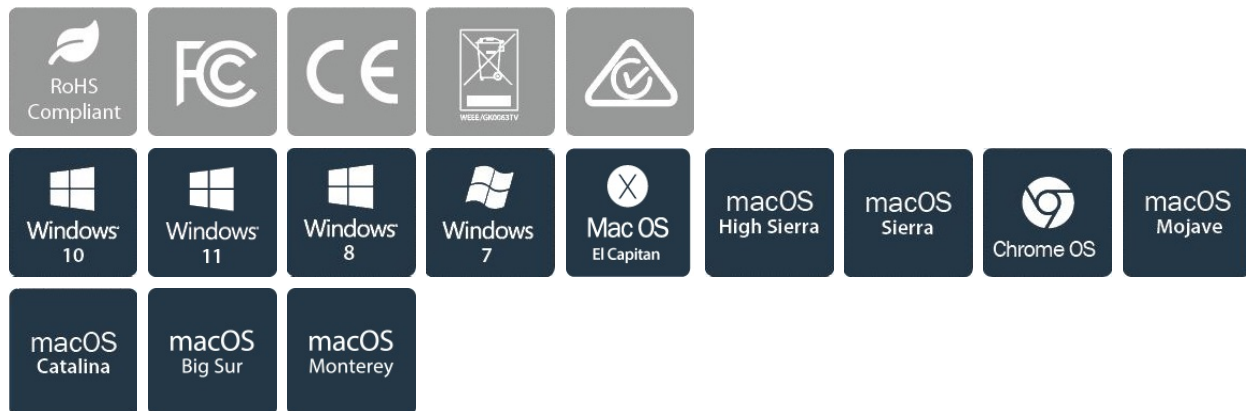 RoHS
Compliant
FC
CE
WEEE/GK0083TV
Windows
10
Windows
11
Windows
8
Windows
7
X
Mac OS
El Capitan
macOS
High Sierra
macOS
Sierra
Chrome OS
macOS
Mojave
macOS
Catalina
macOS
Big Sur
macOS
Monterey